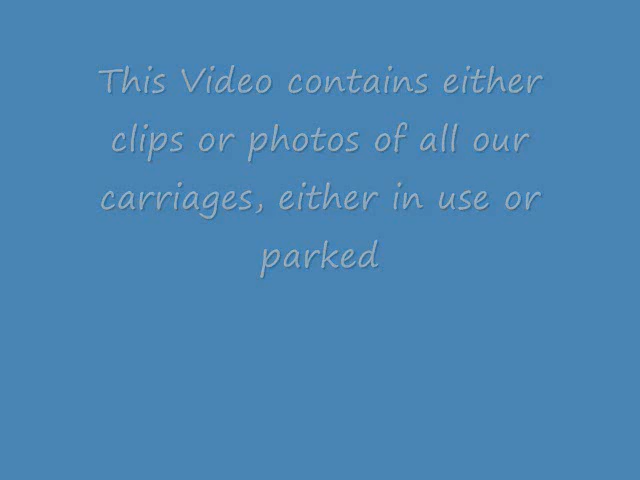 This Video contains either
clips or photos of all our
carriages, either in use or
parked